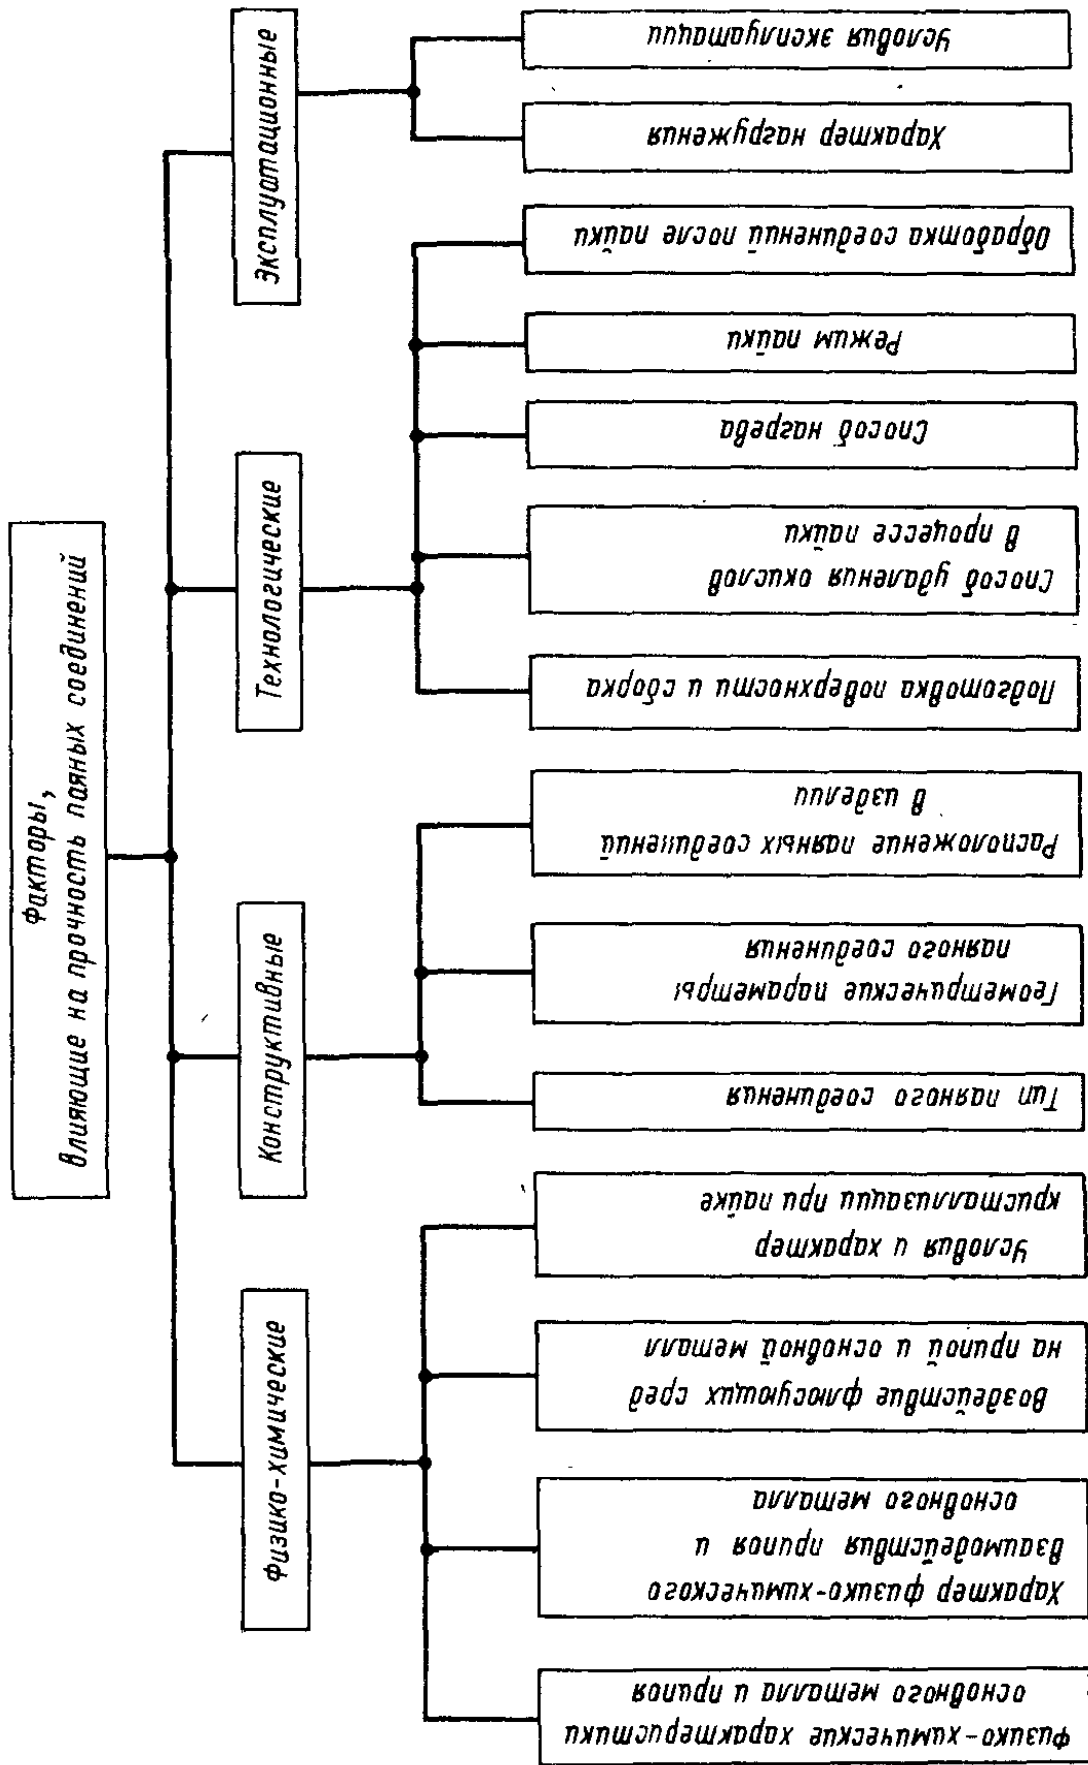 Факторы,
влияющие на прочность паяных соединений
Физико-химические
Конструктивные
Технологические
Эксплуатационные
Физико-химические характеристики
основного металла и припоя
Характер физико-химического
взаимодействия припоя и
основного металла
Воздействие флюсующих сред
на припой и основной металл
Условия и характер
кристаллизации при пайке
Тип паяного соединения
Геометрические параметры
паяного соединения
Расположение паяных соединений
в изделии
Подготовка поверхности и сборка
Способ удаления окислов
в процессе пайки
Способ нагрева
Режим пайки
Обработка соединений после пайки
Характер нагружения
Условия эксплуатации